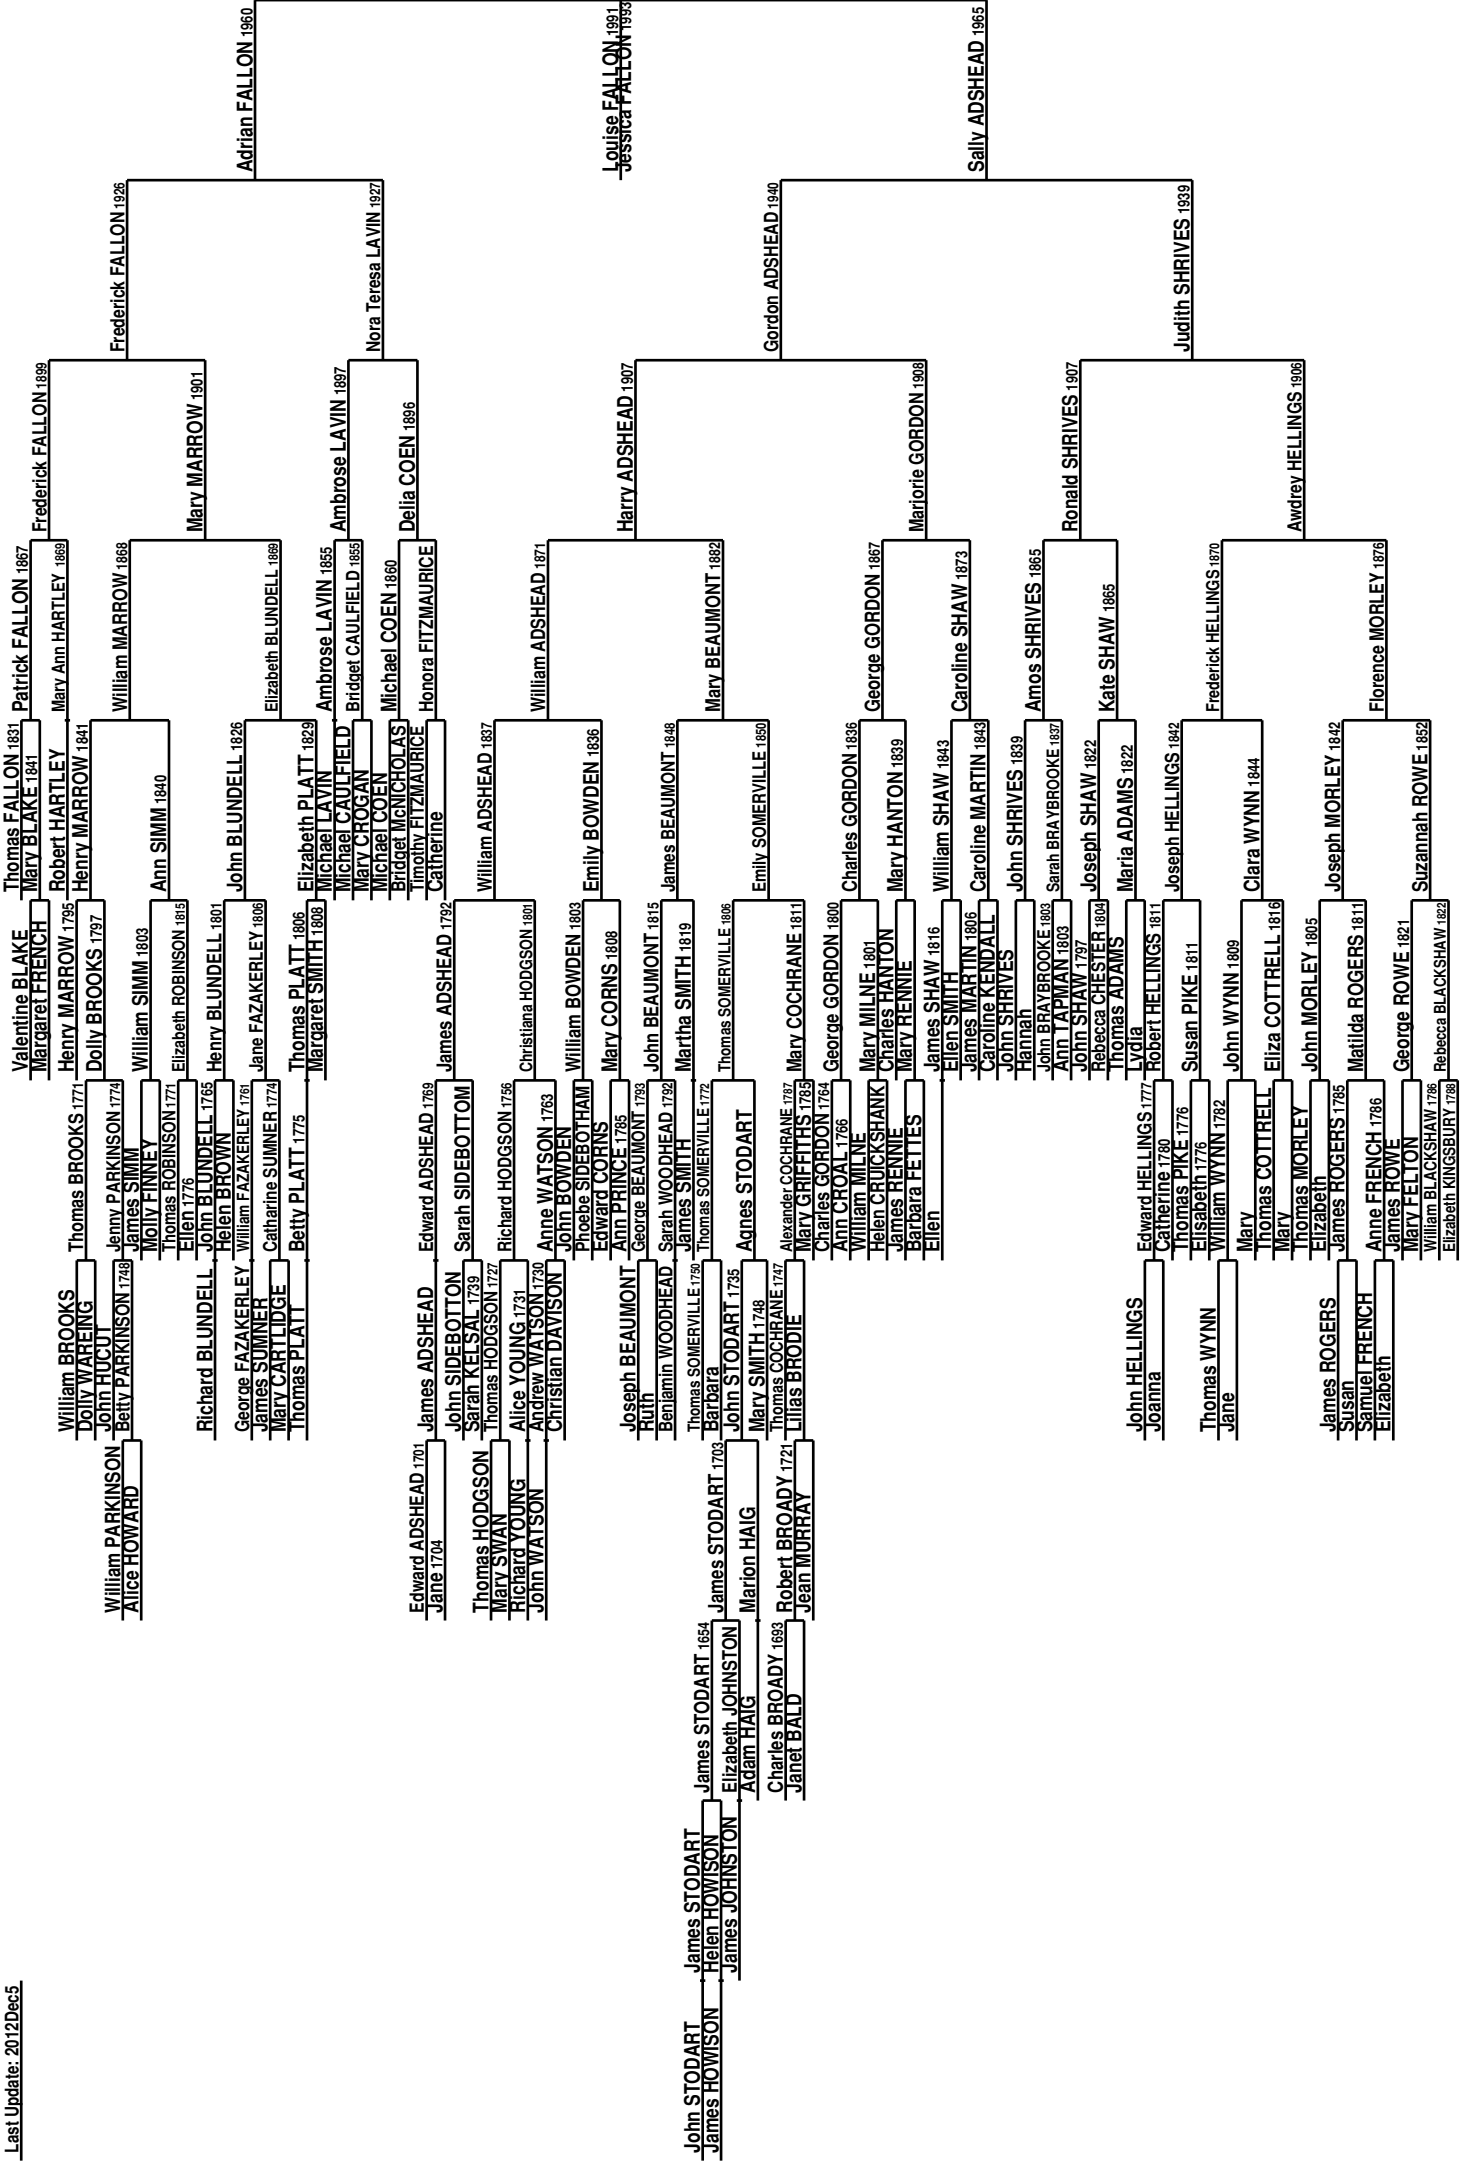 Adrian FALLON 1960
Louise FALLON 1991
Jessica FALLON 1993
Sally ADSHEAD 1965
Frederick FALLON 1926
Nora Teresa LAVIN 1927
Gordon ADSHEAD 1940
Judith SHRIVES 1939
Frederick FALLON 1899
Mary MARROW 1901
Ambrose LAVIN 1897
Delia COEN 1896
Harry ADSHEAD 1907
Marjorie GORDON 1908
Ronald SHRIVES 1907
Awdrey HELLINGS 1906
Patrick FALLON 1867
Mary Ann HARTLEY 1869
William MARROW 1868
Elizabeth BLUNDELL 1869
Ambrose LAVIN 1855
Bridget CAULFIELD 1855
Michael COEN 1860
Honora FITZMAURICE
William ADSHEAD 1871
Mary BEAUMONT 1882
George GORDON 1867
Caroline SHAW 1873
Amos SHRIVES 1865
Kate SHAW 1865
Frederick HELLINGS 1870
Florence MORLEY 1876
Thomas FALLON 1831
Mary BLAKE 1841
Robert HARTLEY
Henry MARROW 1841
Ann SIMM 1840
John BLUNDELL 1826
Elizabeth PLATT 1829
Michael LAVIN
Michael CAULFIELD
Mary CROGAN
Michael COEN
Bridget McNICHOLAS
Timothy FITZMAURICE
Catherine
William ADSHEAD 1837
Emily BOWDEN 1836
James BEAUMONT 1848
Emily SOMERVILLE 1850
Charles GORDON 1836
Mary HANTON 1839
William SHAW 1843
Caroline MARTIN 1843
John SHRIVES 1839
Sarah BRAYBROOKE 1837
Joseph SHAW 1822
Maria ADAMS 1822
Joseph HELLINGS 1842
Clara WYNN 1844
Joseph MORLEY 1842
Suzannah ROWE 1852
Valentine BLAKE
Margaret FRENCH
Henry MARROW 1795
Dolly BROOKS 1797
William SIMM 1803
Elizabeth ROBINSON 1815
Henry BLUNDELL 1801
Jane FAZAKERLEY 1806
Thomas PLATT 1806
Margaret SMITH 1808
James ADSHEAD 1792
Christiana HODGSON 1801
William BOWDEN 1803
Mary CORNS 1808
John BEAUMONT 1815
Martha SMITH 1819
Thomas SOMERVILLE 1806
Mary COCHRANE 1811
George GORDON 1800
Mary MILNE 1801
Charles HANTON
Mary RENNIE
James SHAW 1816
Ellen SMITH
James MARTIN 1806
Caroline KENDALL
John SHRIVES
Hannah
John BRAYBROOKE 1803
Ann TAPMAN 1803
John SHAW 1797
Rebecca CHESTER 1804
Thomas ADAMS
Lyda
Robert HELLINGS 1811
Susan PIKE 1811
John WYNN 1809
Eliza COTTRELL 1816
John MORLEY 1805
Matilda ROGERS 1811
George ROWE 1821
Rebecca BLACKSHAW 1822
Thomas BROOKS 1771
Jenny PARKINSON 1774
James SIMM
Molly FINNEY
Thomas ROBINSON 1771
Ellen 1776
John BLUNDELL 1765
Helen BROWN
William FAZAKERLEY 1761
Catharine SUMNER 1774
Betty PLATT 1775
Edward ADSHEAD 1769
Sarah SIDEBOTTOM
Richard HODGSON 1756
Anne WATSON 1763
John BOWDEN
Phoebe SIDEBOTHAM
Edward CORNS
Ann PRINCE 1785
George BEAUMONT 1793
Sarah WOODHEAD 1792
James SMITH
Thomas SOMERVILLE 1772
Agnes STODART
Alexander COCHRANE 1787
Mary GRIFFITHS 1785
Charles GORDON 1764
Ann CROAL 1766
William MILNE
Helen CRUICKSHANK
James RENNIE
Barbara FETTES
Ellen
Edward HELLINGS 1777
Catherine 1780
Thomas PIKE 1776
Elisabeth 1776
William WYNN 1782
Mary
Thomas COTTRELL
Mary
Thomas MORLEY
Elizabeth
James ROGERS 1785
Anne FRENCH 1786
James ROWE
Mary FELTON
William BLACKSHAW 1786
Elizabeth KINGSBURY 1788
William BROOKS
Dolly WAREING
John HUCUT
Betty PARKINSON 1748
Richard BLUNDELL
George FAZAKERLEY
James SUMNER
Mary CARTLIDGE
Thomas PLATT
James ADSHEAD
John SIDEBOTTON
Sarah KELSAL 1739
Thomas HODGSON 1727
Alice YOUNG 1731
Andrew WATSON 1730
Christian DAVISON
Joseph BEAUMONT
Ruth
Benjamin WOODHEAD
Thomas SOMERVILLE 1750
Barbara
John STODART 1735
Mary SMITH 1748
Thomas COCHRANE 1747
Lilias BRODIE
John HELLINGS
Joanna
Thomas WYNN
Jane
James ROGERS
Susan
Samuel FRENCH
Elizabeth
William PARKINSON
Alice HOWARD
Edward ADSHEAD 1701
Jane 1704
Thomas HODGSON
Mary SWAN
Richard YOUNG
John WATSON
James STODART 1703
Marion HAIG
Robert BROADY 1721
Jean MURRAY
James STODART 1654
Elizabeth JOHNSTON
Adam HAIG
Charles BROADY 1693
Janet BALD
James STODART
Helen HOWISON
James JOHNSTON
John STODART
James HOWISON
Last Update: 2012Dec5